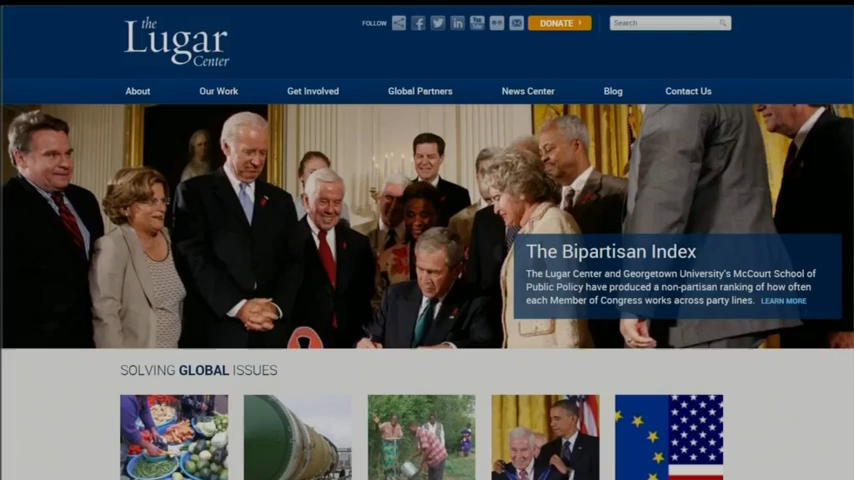 the
Lugar
Center
FOLLOW
DONATE
Search
About
Our Work
Get Involved
Global Partners
News Center
Blog
Contact Us
The Bipartisan Index
The Lugar Center and Georgetown University's McCourt School of
Public Policy have produced a non-partisan ranking of how often
each Member of Congress works across party lines. LEARN MORE
SOLVING GLOBAL ISSUES